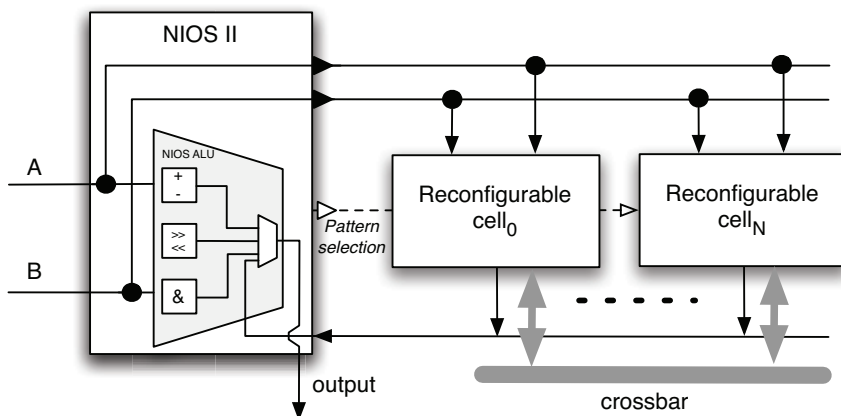 NIOS II
A
NIOS ALU
+
-
>>
<<
B
&
Pattern
selection
Reconfigurable
cell0
Reconfigurable
cellN
output
crossbar